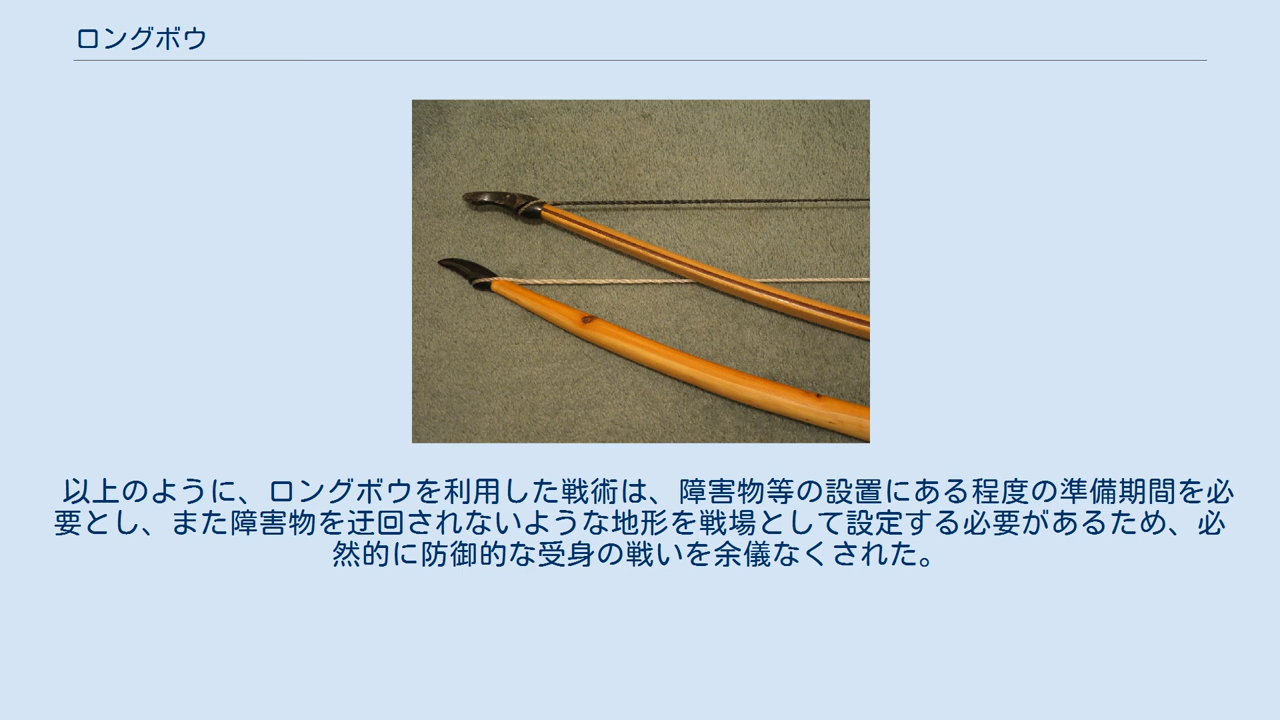 ロングボウ
以上のように、ロングボウを利用した戦術は、障害物等の設置にある程度の準備期間を必
要とし、また障害物を迂回されないような地形を戦場として設定する必要があるため、必
然的に防御的な受身の戦いを余儀なくされた。